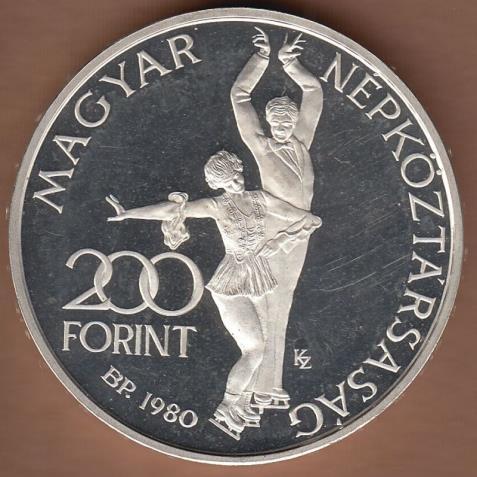 MAGYAR NÉPKÖZTÁRSASÁG
200
FORINT
BP. 1980
KZ